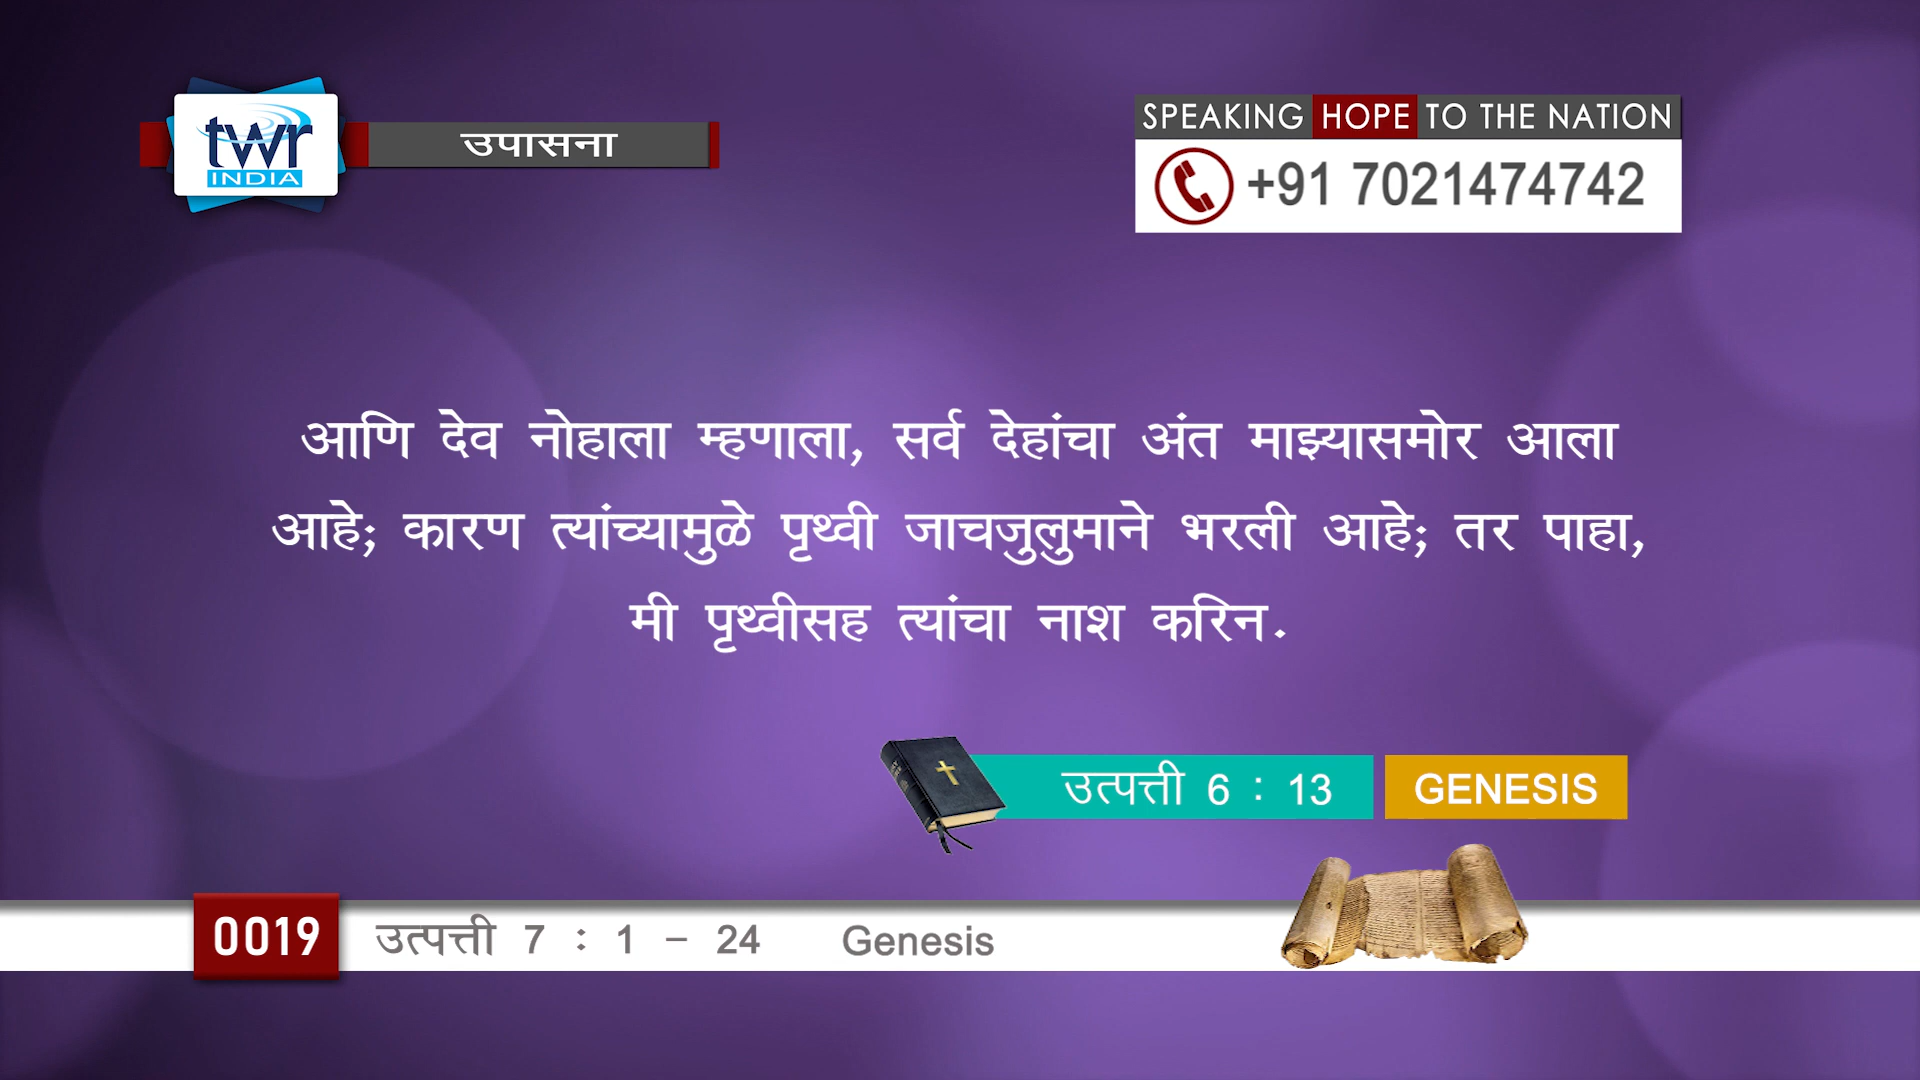 twr
INDIA
उपासना
SPEAKING HOPE TO THE NATION
+91 7021474742
आणि देव नोहाला म्हणाला, सर्व देहांचा अंत माझ्यासमोर आला
आहे; कारण त्यांच्यामुळे पृथ्वी जाचजुलुमाने भरली आहे; तर पाहा,
मी पृथ्वीसह त्यांचा नाश करिन.
उत्पत्ती 6 : 13 GENESIS
0019 उत्पत्ती 7 : 1 - 24 Genesis